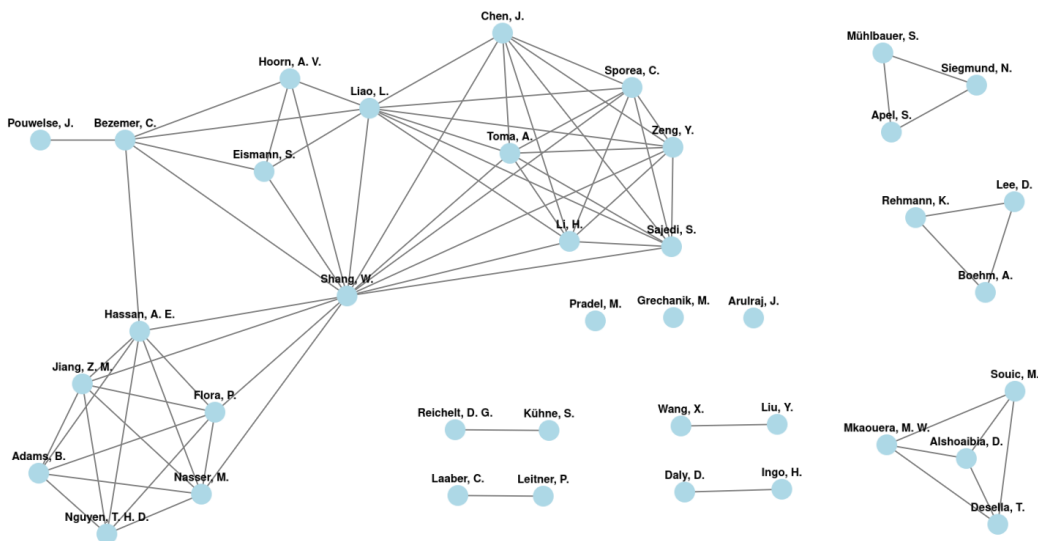 Chen, J.
Mühlbauer, S.
Hoorn, A. V.
Siegmund, N.
Sporea, C.
Liao, L.
Apel, S.
Pouwelse, J.
Bezemer, C.
Toma, A.
Zeng, Y.
Eismann, S.
Lee, D.
Rehmann, K.
Li, H.
Sajedi, S.
Boehm, A.
Shang, W.
Pradel, M.
Grechanik, M.
Arulraj, J.
Hassan, A. E.
Jiang, Z. M.
Souic, M.
Flora, P.
Reichelt, D. G.
Kühne, S.
Wang, X.
Liu, Y.
Mkaouera, M. W.
Alshoaibia, D.
Adams, B.
Nasser, M.
Laaber, C.
Leitner, P.
Daly, D.
Ingo, H.
Desella, T.
Nguyen, T. H. D.